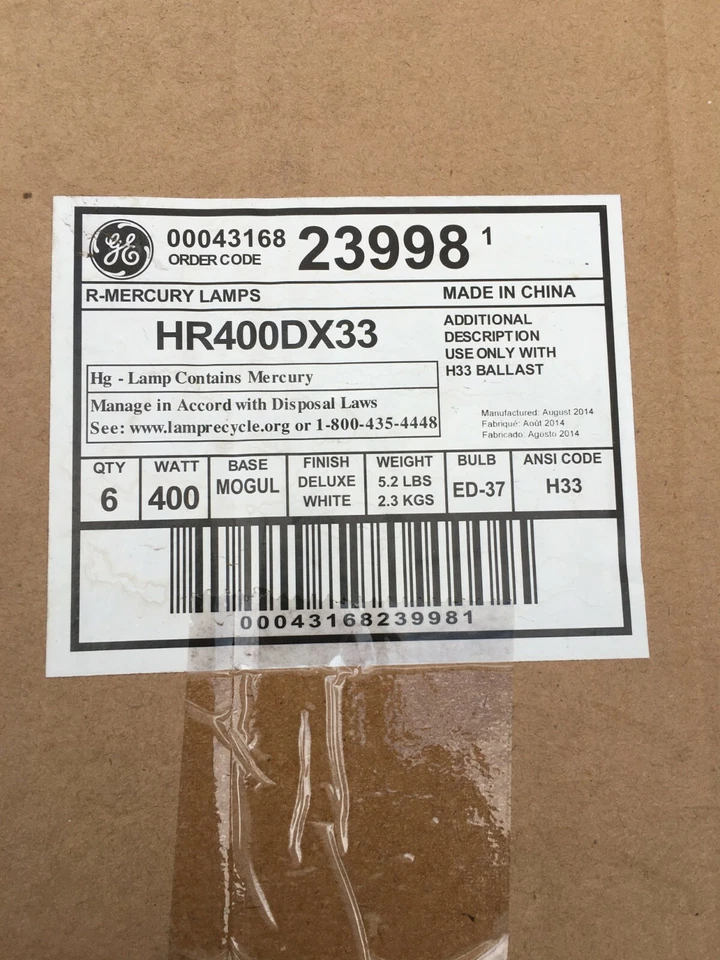 GE
00043168 23998 1
ORDER CODE
R-MERCURY LAMPS MADE IN CHINA
HR400DX33
ADDITIONAL
DESCRIPTION
USE ONLY WITH
H33 BALLAST
Hg - Lamp Contains Mercury
Manage in Accord with Disposal Laws
See: www.lamprecycle.org or 1-800-435-4448
Manufactured: August 2014
Fabriqué: Août 2014
Fabricado: Agosto 2014
QTY
6
WATT
400
BASE
MOGUL
FINISH
DELUXE
WHITE
WEIGHT
5.2 LBS
2.3 KGS
BULB
ED-37
ANSI CODE
H33
00043168239981